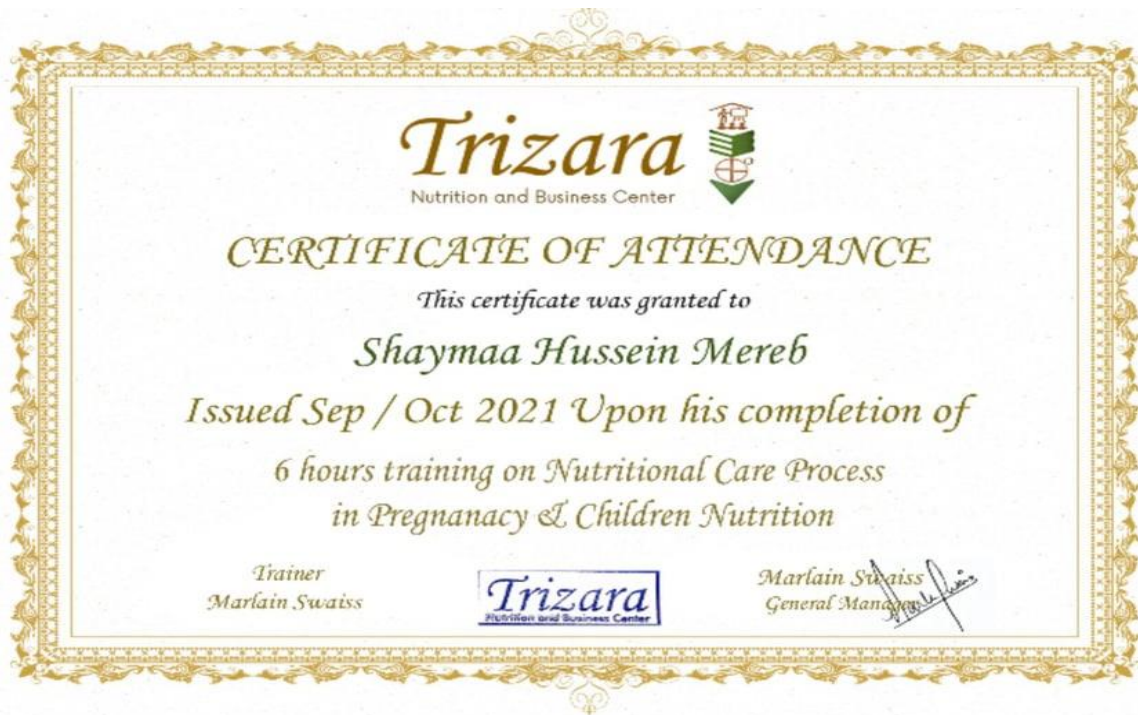 Trizara
Nutrition and Business Center
CERTIFICATE OF ATTENDANCE
This certificate was granted to
Shaymaa Hussein Mereb
Issued Sep / Oct 2021 Upon his completion of
6 hours training on Nutritional Care Process
in Pregnanacy & Children Nutrition
Trainer
Marlain Swaiss
Trizara
Nutrition and Business Center
Marlain Swaiss
General Manager